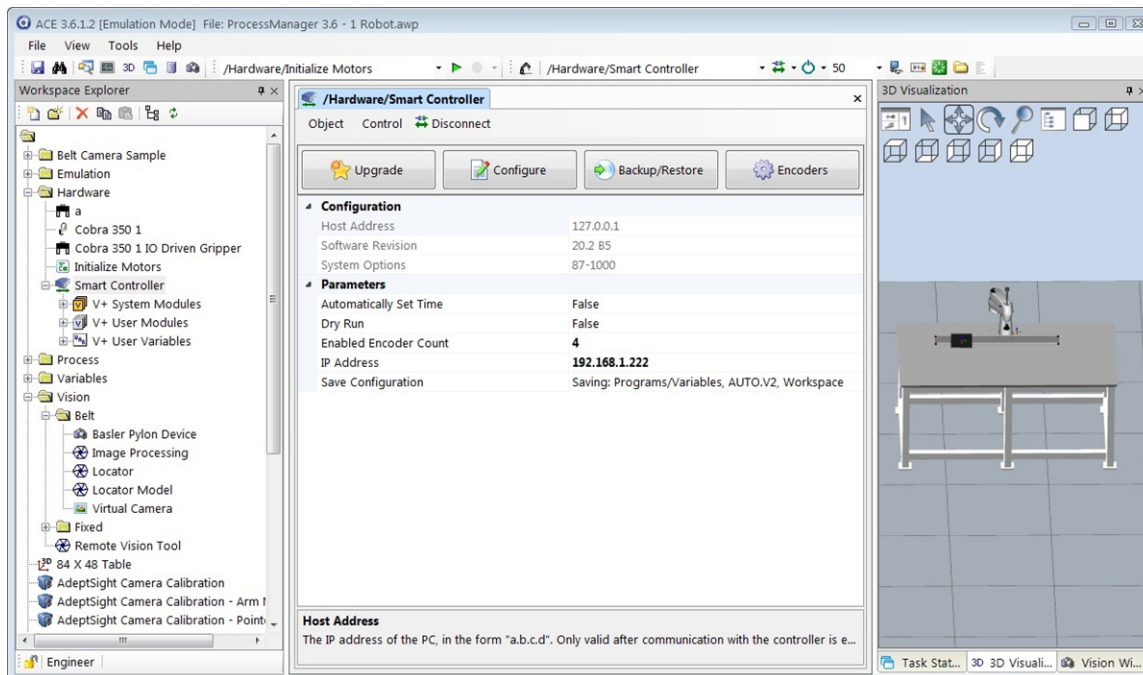 ACE 3.6.1.2 [Emulation Mode] File: ProcessManager 3.6 - 1 Robot.awp
File View Tools Help
3D /Hardware/Initialize Motors /Hardware/Smart Controller 50
Workspace Explorer
Belt Camera Sample
Emulation
Hardware
a
Cobra 350 1
Cobra 350 1 IO Driven Gripper
Initialize Motors
Smart Controller
V+ System Modules
V+ User Modules
V+ User Variables
Process
Variables
Vision
Belt
Basler Pylon Device
Image Processing
Locator
Locator Model
Virtual Camera
Fixed
Remote Vision Tool
84 X 48 Table
AdeptSight Camera Calibration
AdeptSight Camera Calibration - Arm
AdeptSight Camera Calibration - Point
Engineer
/Hardware/Smart Controller
Object Control Disconnect
Upgrade Configure Backup/Restore Encoders
Configuration
Host Address 127.0.0.1
Software Revision 20.2 B5
System Options 87-1000
Parameters
Automatically Set Time False
Dry Run False
Enabled Encoder Count 4
IP Address 192.168.1.222
Save Configuration Saving: Programs/Variables, AUTO.V2, Workspace
Host Address
The IP address of the PC, in the form "a.b.c.d". Only valid after communication with the controller is e...
3D Visualization
Task Stat... 3D 3D Visuali... Vision Wi...